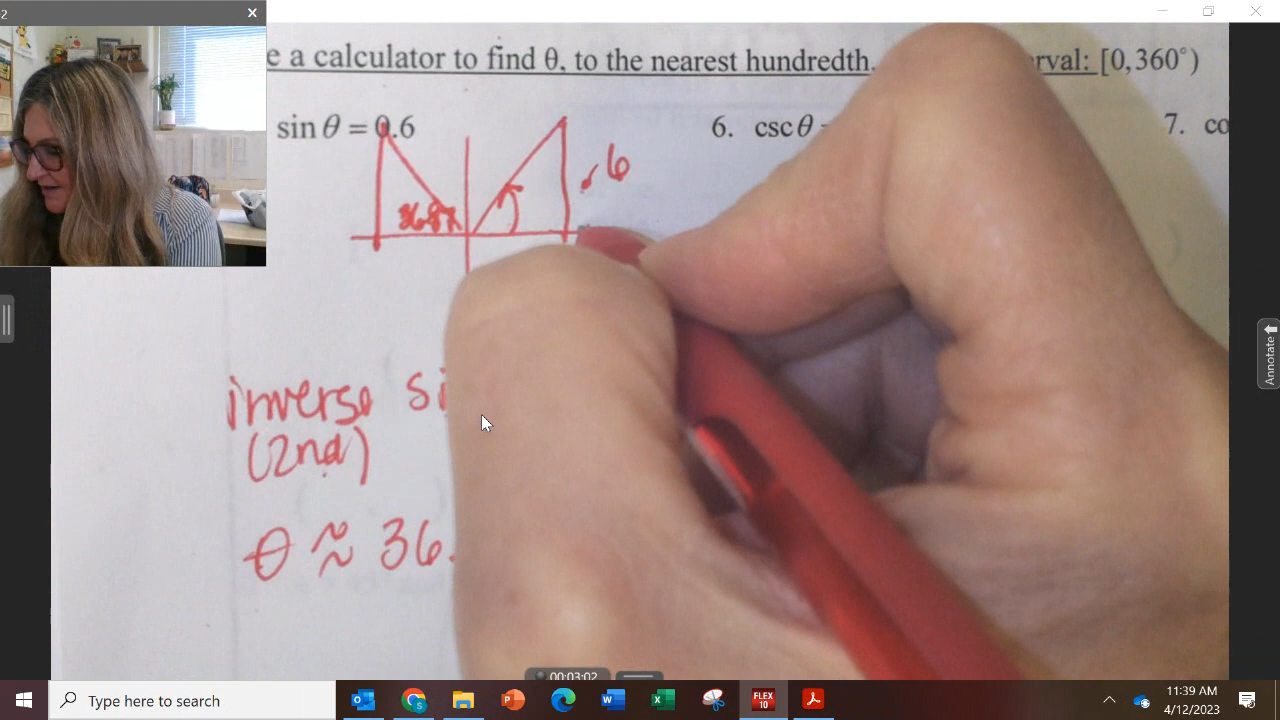 2
e a calculator to find θ, to the nearest hundredth.
rval: [0,360°)
sin θ = 0.6
6. csc θ
7. co
.6
inverse si
(2nd)
θ ≈ 36.
Annotate
00:03:02
Type here to search
FLEX 10
11:39 AM
4/12/2023